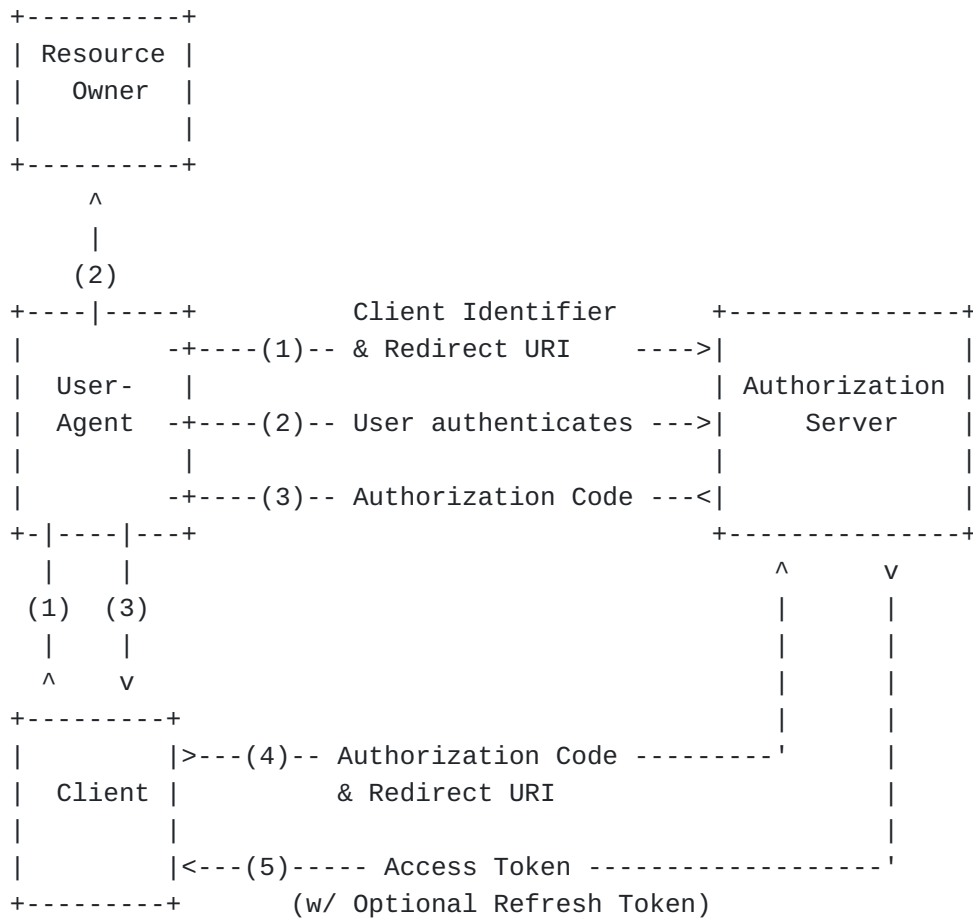 Resource
Owner
(2)
Client Identifier
(1) & Redirect URI
User-
Authorization
Agent
(2) User authenticates
Server
(3) Authorization Code
(1) (3)
(4) Authorization Code
Client
& Redirect URI
(5) Access Token
(w/ Optional Refresh Token)